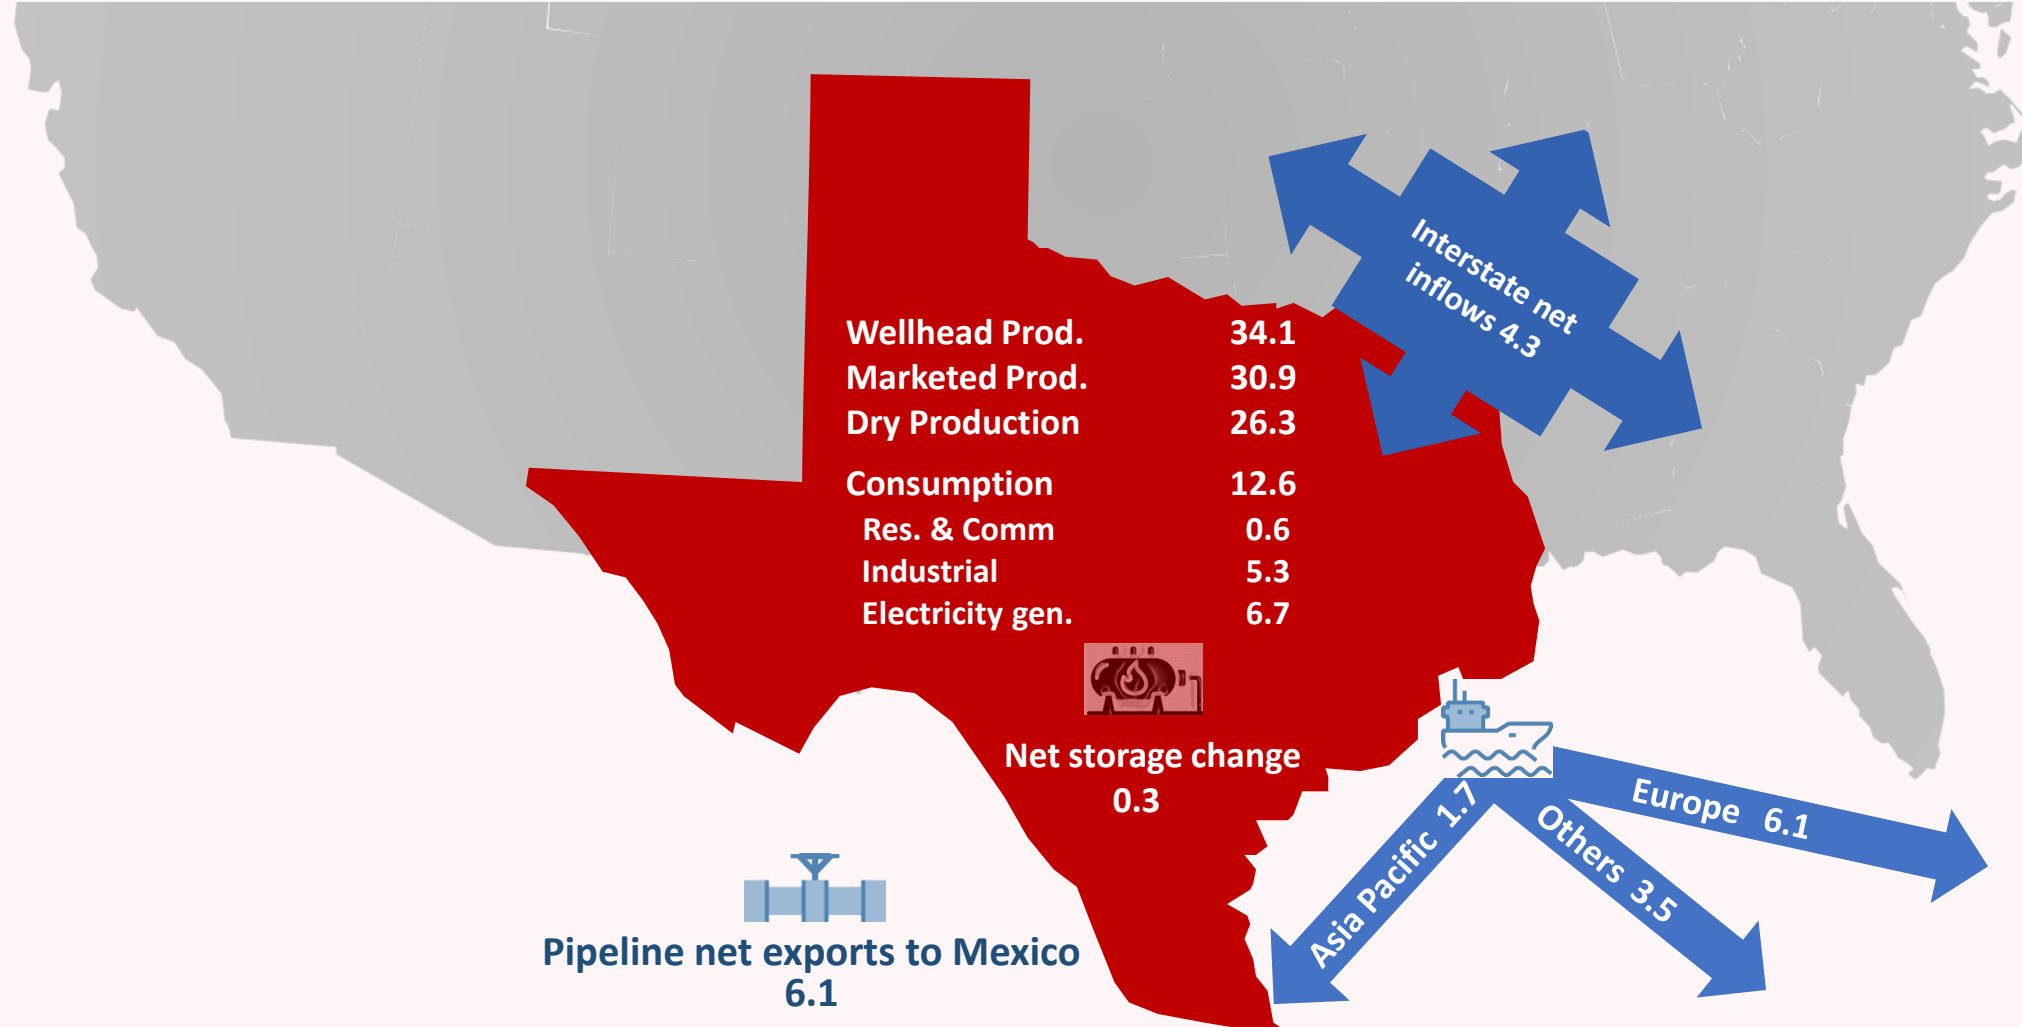 Interstate net
inflows 4.3
Wellhead Prod. 34.1
Marketed Prod. 30.9
Dry Production 26.3
Consumption 12.6
Res. & Comm 0.6
Industrial 5.3
Electricity gen. 6.7
Net storage change
0.3
Europe 6.1
Others 3.5
Asia Pacific 1.7
Pipeline net exports to Mexico
6.1